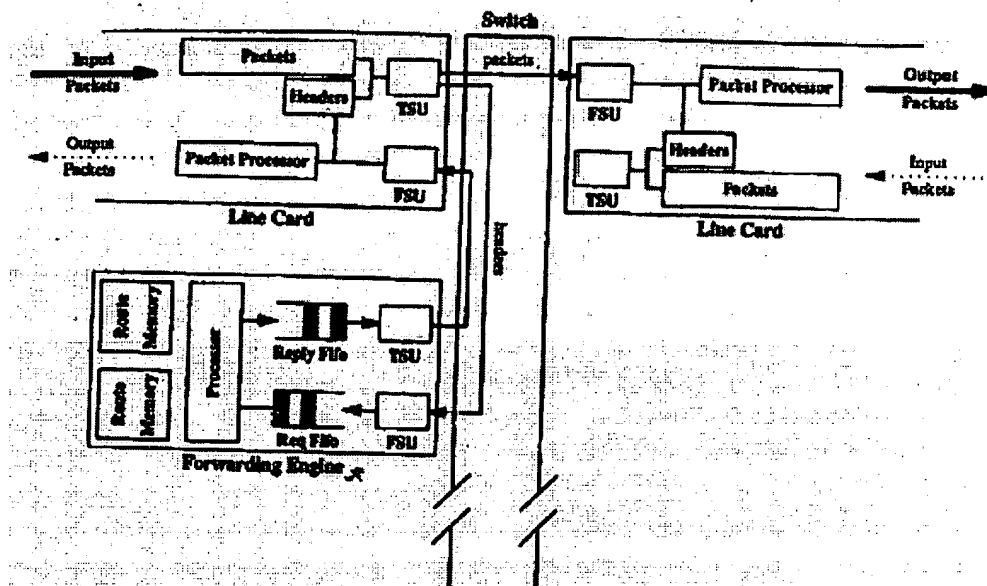 Switch
Input
Packets
Packets
Headers
TSU
packets
FSU
Packet Processor
Output
Packets
Output
Packets
Packet Processor
FSU
Line Card
TSU
Headers
Packets
Input
Packets
Line Card
headers
Route
Memory
Route
Memory
Processor
Reply Fifo
TSU
Req Fifo
FSU
Forwarding Engine